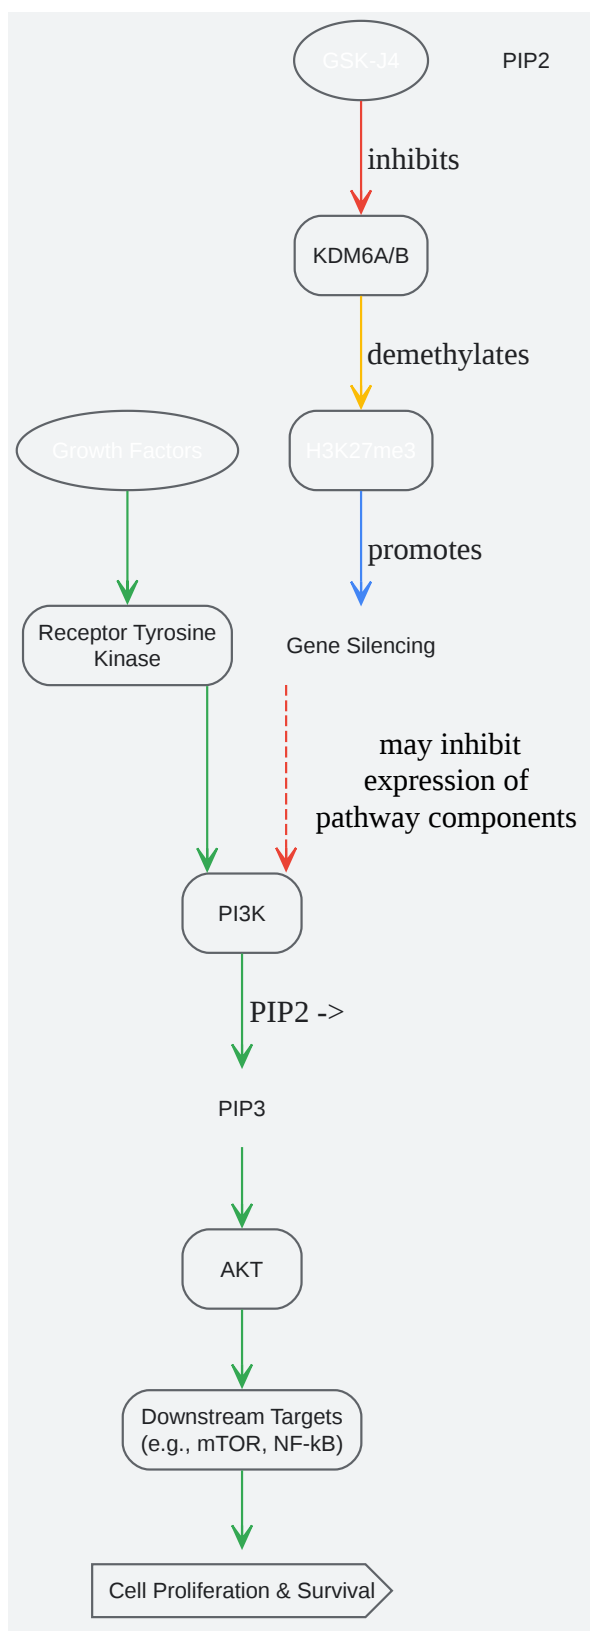 GSK-J4
PIP2
inhibits
KDM6A/B
demethylates
Growth Factors
H3K27me3
promotes
Receptor Tyrosine
Kinase
Gene Silencing
may inhibit
expression of
pathway components
PI3K
PIP2 ->
PIP3
AKT
Downstream Targets
(e.g., mTOR, NF-kB)
Cell Proliferation & Survival